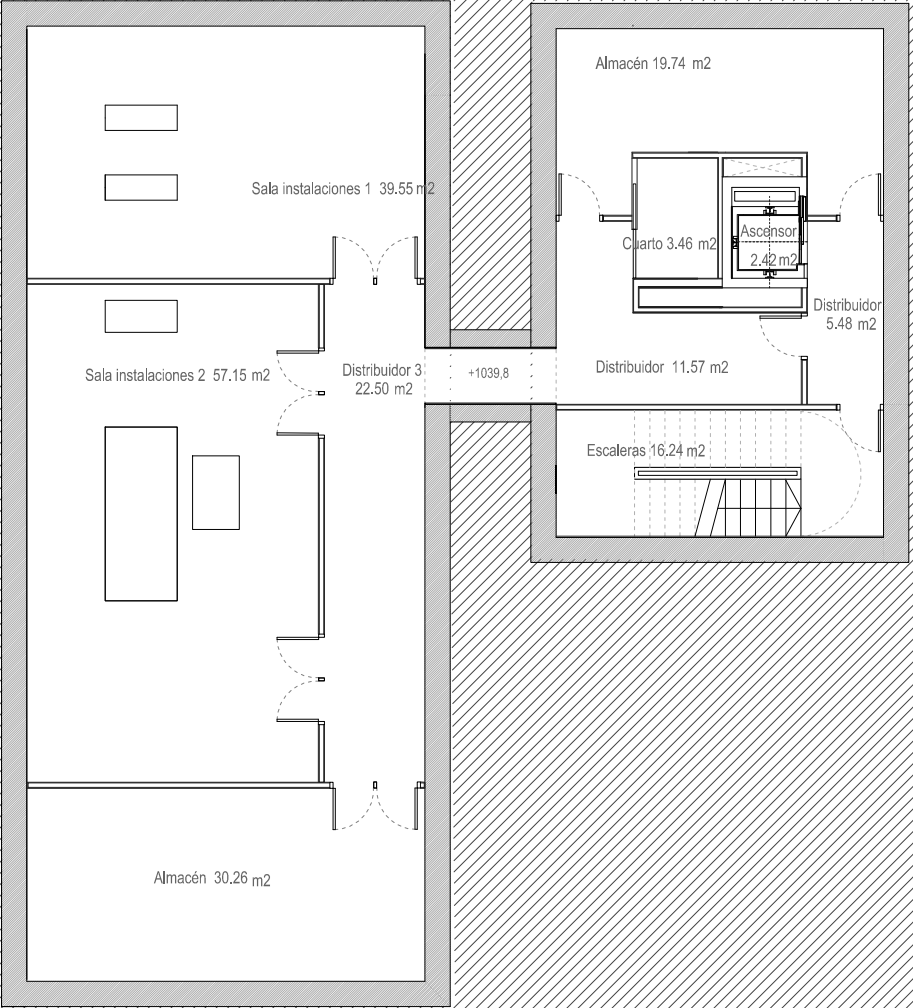 Almacén 19.74 m2
Sala instalaciones 1 39.55 m2
Cuarto 3.46 m2
Ascensor
2.42 m2
Distribuidor
5.48 m2
Sala instalaciones 2 57.15 m2
Distribuidor 3
22.50 m2
+1039,8
Distribuidor 11.57 m2
Escaleras 16.24 m2
Almacén 30.26 m2